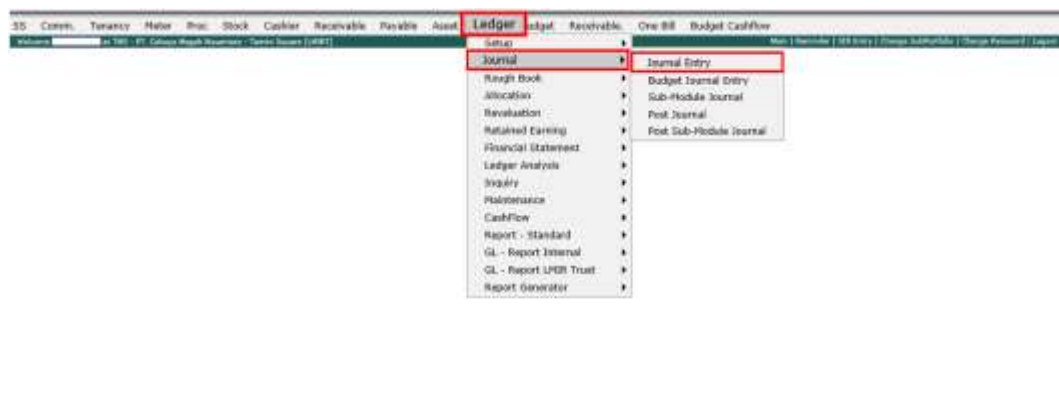 SS Comm. Tenancy Meter Proc Stock Cashier Receivable Payable Asset Ledger Budget Receivable. One Bill Budget Cashflow
Welcome
Setup
Journal
Journal Entry
Rough Book
Budget Journal Entry
Allocation
Sub-Module Journal
Revaluation
Post Journal
Retained Earning
Post Sub-Module Journal
Financial Statement
Ledger Analysis
Inquiry
Maintenance
CashFlow
Report - Standard
GL - Report Internal
GL - Report LMIR Trust
Report Generator